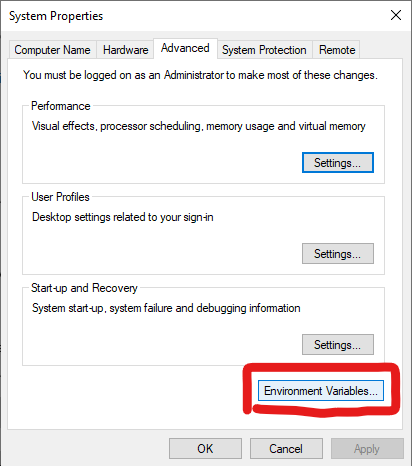 System Properties
Computer Name Hardware Advanced System Protection Remote
You must be logged on as an Administrator to make most of these changes.
Performance
Visual effects, processor scheduling, memory usage and virtual memory
Settings...
User Profiles
Desktop settings related to your sign-in
Settings...
Start-up and Recovery
System start-up, system failure and debugging information
Settings...
Environment Variables...
OK Cancel Apply